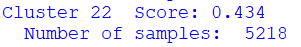 Cluster 22  Score: 0.434
  Number of samples:  5218